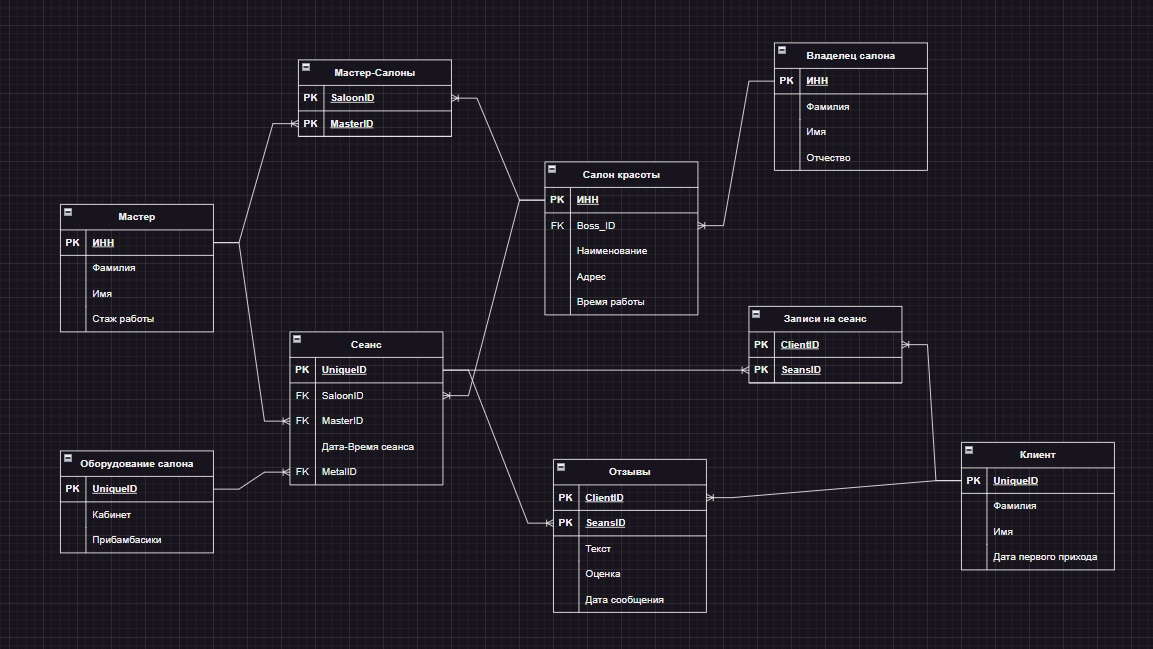 Владелец салона
PK ИНН
Фамилия
Имя
Отчество
Мастер-Салоны
PK SaloonID
PK MasterID
Салон красоты
PK ИНН
FK Boss_ID
Наименование
Адрес
Время работы
Мастер
PK ИНН
Фамилия
Имя
Стаж работы
Сеанс
PK UniqueID
FK SaloonID
FK MasterID
Дата-Время сеанса
FK MetalID
Записи на сеанс
PK ClientID
PK SeansID
Оборудование салона
PK UniqueID
Кабинет
Прибамбасики
Отзывы
PK ClientID
PK SeansID
Текст
Оценка
Дата сообщения
Клиент
PK UniqueID
Фамилия
Имя
Дата первого прихода